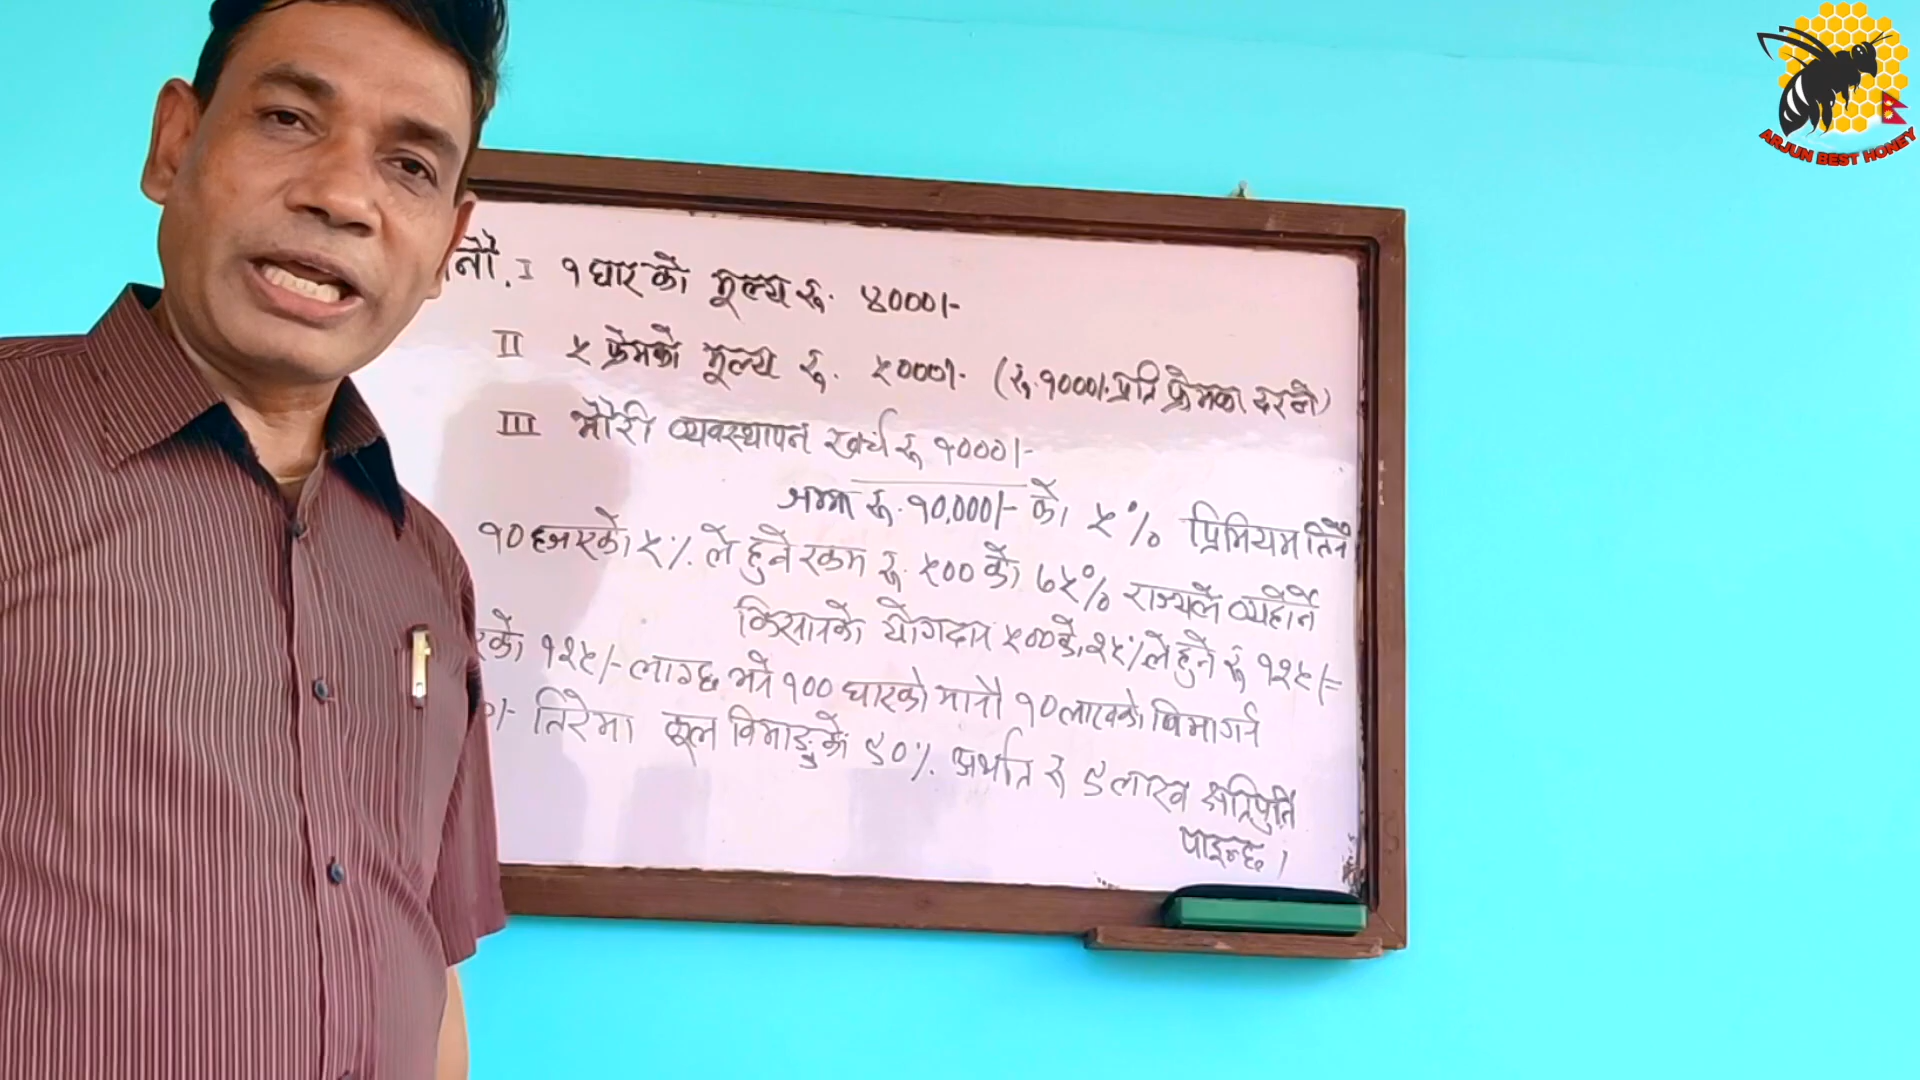 नौ. I १ घारको मूल्य रु. ४०००/-
II ५ फ्रेमको मूल्य रु. ५०००/- (रु.१०००/-प्रति फ्रेमका दरले)
III मौरी व्यवस्थापन खर्च रु १०००/-
जम्मा रु. १०,०००/- को ५% प्रिमियम तिर्ने
१० हजारको ५% ले हुने रकम रु. ५०० को ७५% राज्यले व्यहोर्ने
किसानको योगदान ५००को २५% ले हुने रु १२५/=
को १२५/- लाग्छ भने १०० घारको मात्रै १० लाखको विमा गर्न
०/- तिरेमा कूल विमाङ्कको ९०% अर्थात रु ९ लाख क्षतिपुर्ति
पाइन्छ ।
ARJUN BEST HONEY